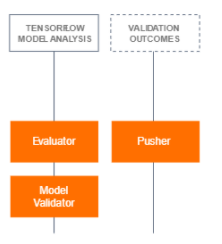 TENSORFLOW
MODEL ANALYSIS
VALIDATION
OUTCOMES
Evaluator
Pusher
Model
Validator